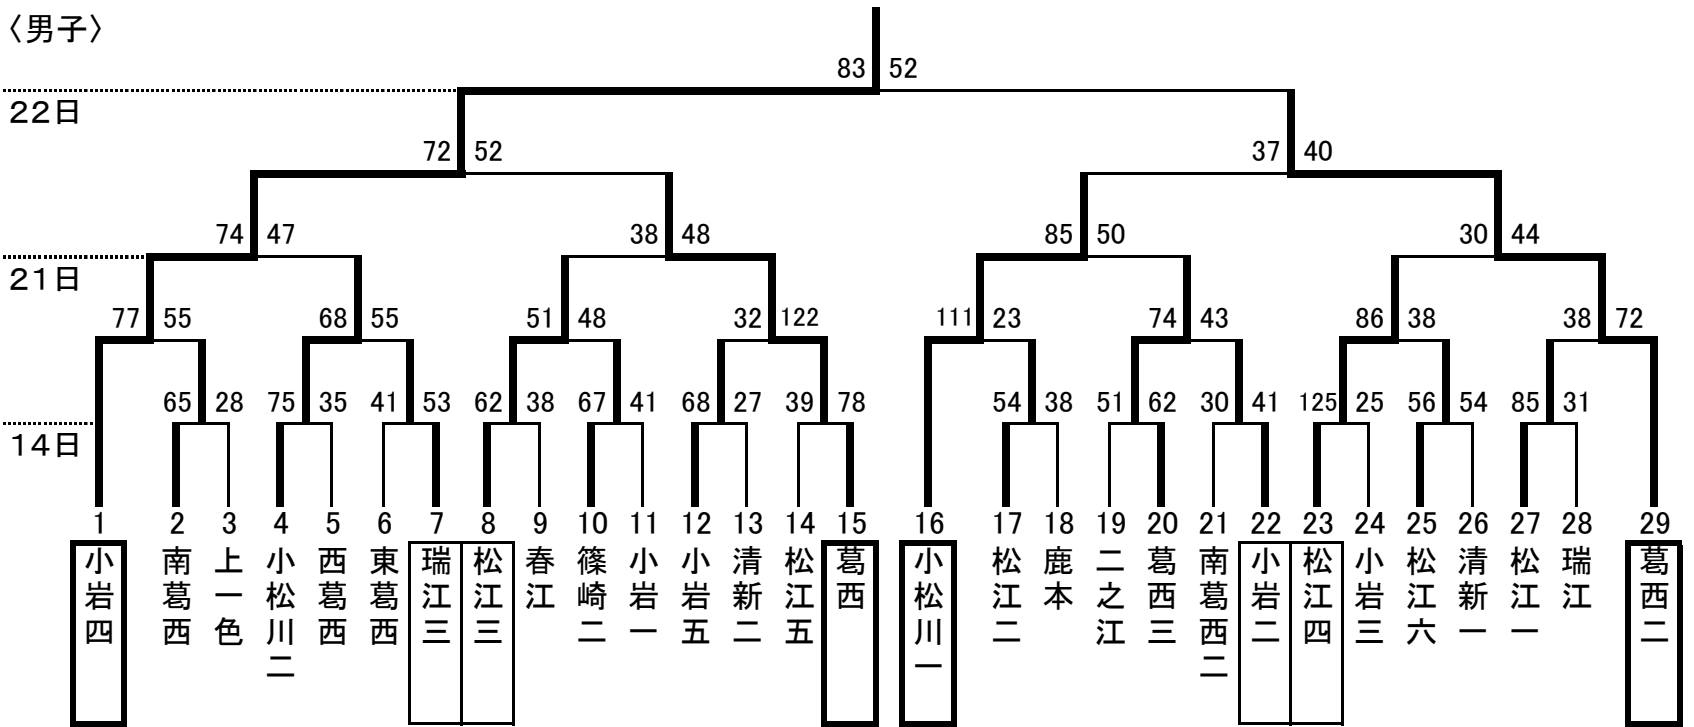 〈男子〉
83 52
22日
72 52 37 40
74 47 38 48 85 50 30 44
21日
77 55 68 55 51 48 32 122 111 23 74 43 86 38 38 72
65 28 75 35 41 53 62 38 67 41 68 27 39 78 54 38 51 62 30 41 125 25 56 54 85 31
14日
1 2 3 4 5 6 7 8 9 10 11 12 13 14 15 16 17 18 19 20 21 22 23 24 25 26 27 28 29
小岩四
南葛西
上一色
小松川二
西葛西
東葛西
瑞江三
松江三
春江
篠崎二
小岩一
小岩五
清新二
松江五
葛西
小松川一
松江二
鹿本
二之江
葛西三
南葛西二
小岩二
松江四
小岩三
松江六
清新一
松江一
瑞江
葛西二